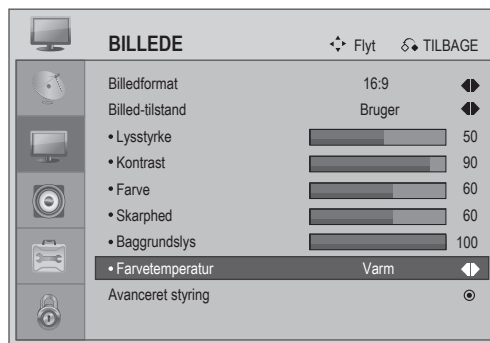 BILLEDE Flyt TILBAGE
Billedformat 16:9
Billed-tilstand Bruger
• Lysstyrke 50
• Kontrast 90
• Farve 60
• Skarphed 60
• Baggrundslys 100
• Farvetemperatur Varm
Avanceret styring